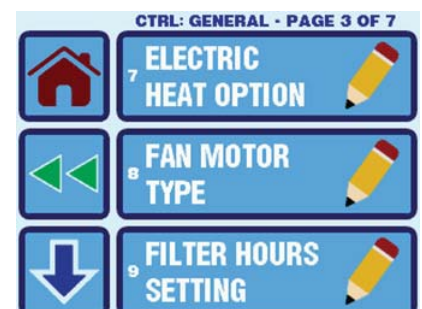 CTRL: GENERAL - PAGE 3 OF 7
7 ELECTRIC
HEAT OPTION
8 FAN MOTOR
TYPE
9 FILTER HOURS
SETTING